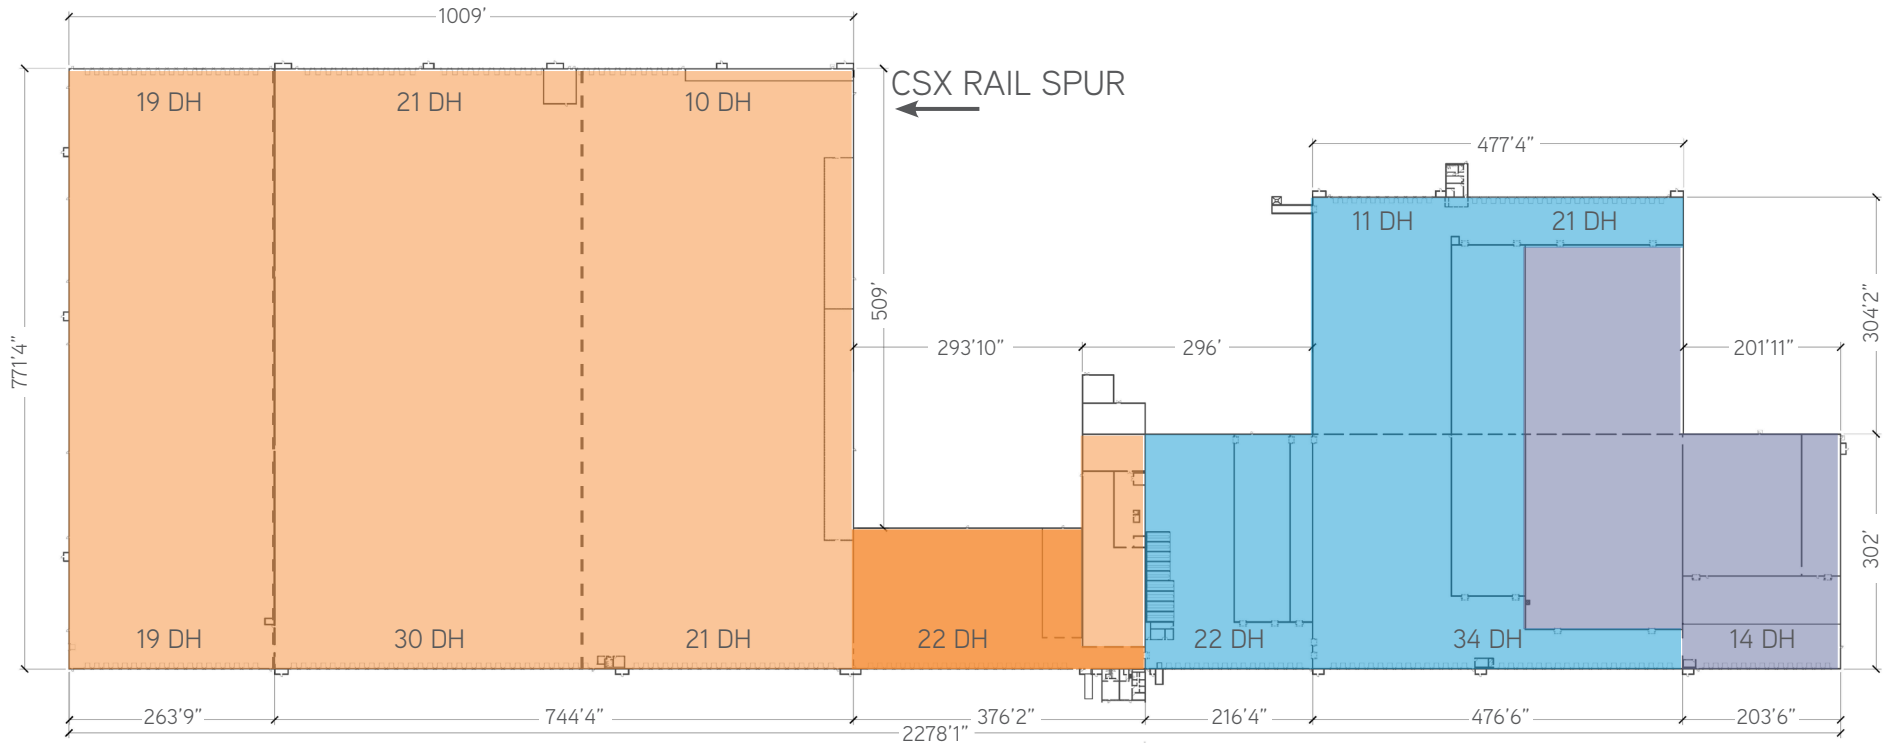 1009’
CSX RAIL SPUR
19 DH
21 DH
10 DH
477’4”
11 DH
21 DH
771’4”
509’
304’2”
293’10”
296’
201’11”
302’
19 DH
30 DH
21 DH
22 DH
22 DH
34 DH
14 DH
263’9”
744’4”
376’2”
216’4”
476’6”
203’6”
2278’1”